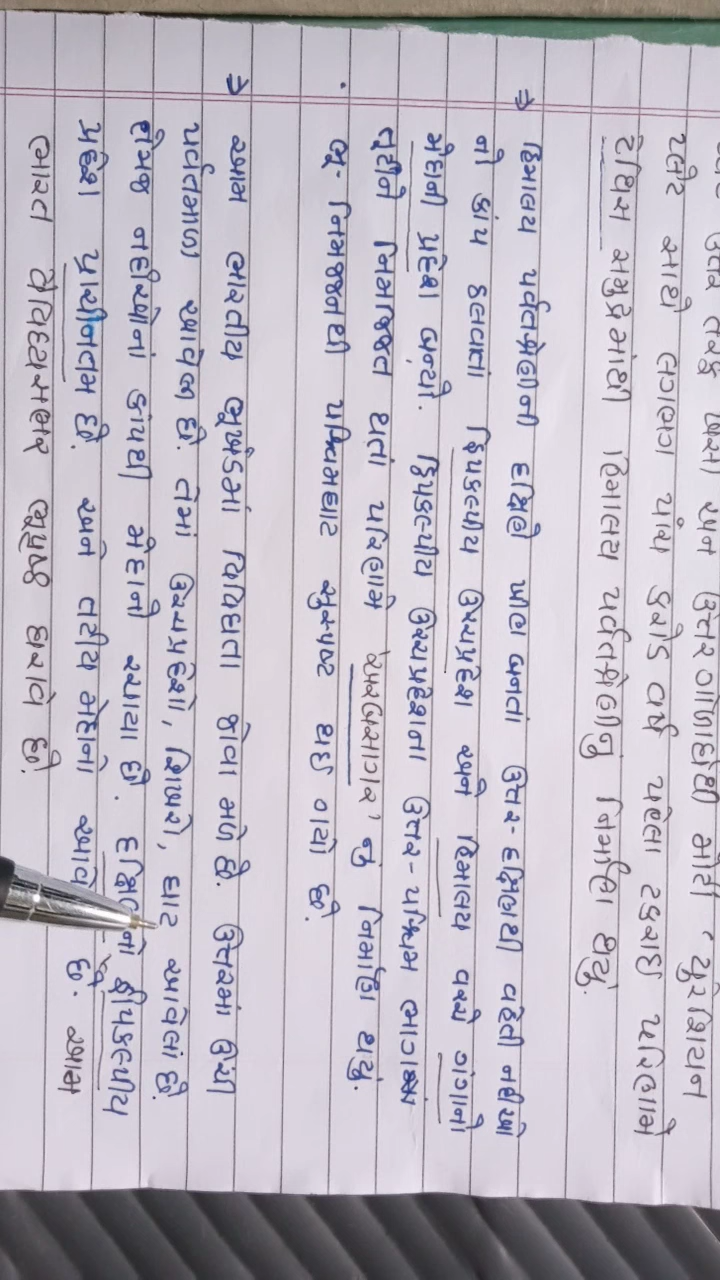 ઉત્તર તરફ ખસી અને ઉત્તર ગોળાર્ધથી મોટી 'યુરેશિયન
પ્લેટ સાથે લગભગ પાંચ કરોડ વર્ષ પહેલા ટકરાઈ પરિણામે
ટેથિસ સમુદ્રમાંથી હિમાલય પર્વતશ્રેણીનું નિર્માણ થયું.
⇒ હિમાલય પર્વતશ્રેણીની દક્ષિણે ખીણ બનતાં ઉત્તર-દક્ષિણથી વહેતી નદીઓ
નો કાંપ ઠલવાતા દ્વિપકલ્પીય ઉચ્ચપ્રદેશ અને હિમાલય વચ્ચે ગંગાનો
મેદાની પ્રદેશ બન્યો. દ્વિપકલ્પીય ઉચ્ચપ્રદેશના ઉત્તર-પશ્ચિમ ભાગમાં
તૂટીને નિમજ્જિત થતાં પરિણામે અરબસાગર' નું નિર્માણ થયું.
• ભૂ-નિમજ્જનથી પશ્ચિમઘાટ સુસ્પષ્ટ થઇ ગયો છે.
⇒ આમ ભારતીય ભૂખંડમાં વિવિધતા જોવા મળે છે. ઉત્તરમાં ઉંચી
પર્વતમાળા આવેલ છે. તેમાં ઉચ્ચપ્રદેશો, શિખરો, ઘાટ આવેલાં છે.
તેમજ નદીઓનાં કાંપથી મેદાનો રચાયા છે. દક્ષિણનો દ્વીપકલ્પીય
પ્રદેશ પ્રાચીનતમ છે. અને તટીય મેદાનો આવે છે. આમ
ભારત વૈવિધ્યસભર ભૂપૃષ્ઠ ધરાવે છે.